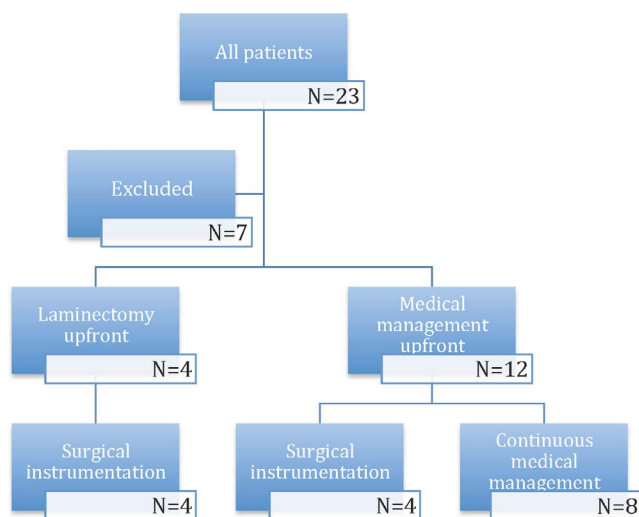 All patients
N=23
Excluded
N=7
Laminectomy
upfront
N=4
Medical
management
upfront
N=12
Surgical
instrumentation
N=4
Surgical
instrumentation
N=4
Continuous
medical
management
N=8